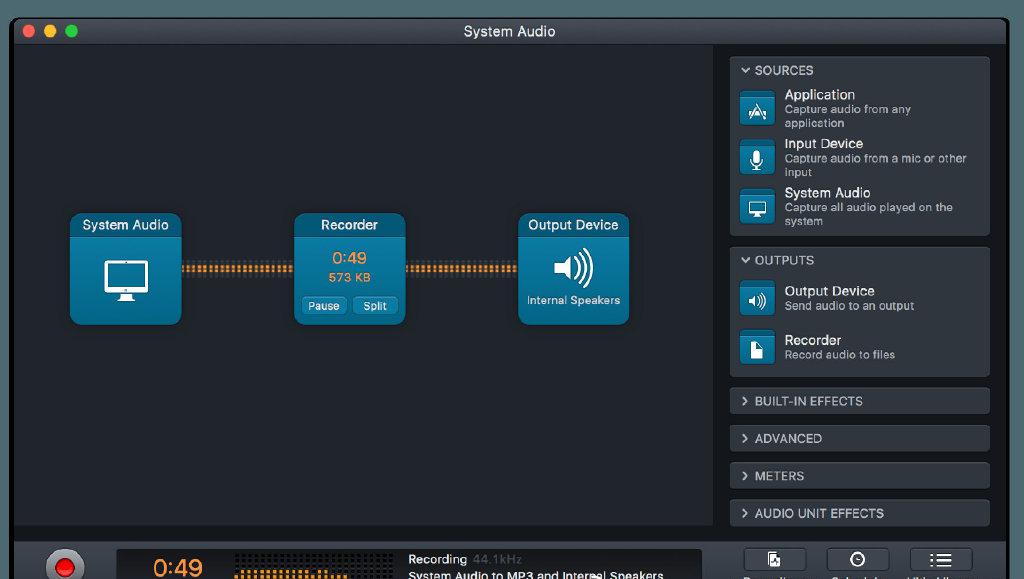 System Audio
System Audio
Recorder
0:49
573 KB
Pause Split
Output Device
Internal Speakers
SOURCES
Application
Capture audio from any
application
Input Device
Capture audio from a mic or other
input
System Audio
Capture all audio played on the
system
OUTPUTS
Output Device
Send audio to an output
Recorder
Record audio to files
BUILT-IN EFFECTS
ADVANCED
METERS
AUDIO UNIT EFFECTS
0:49
Recording 44.1kHz
System Audio to MP3 and Internal Speakers